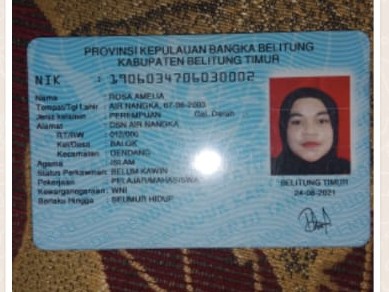 PROVINSI KEPULAUAN BANGKA BELITUNG
KABUPATEN BELITUNG TIMUR
NIK : 1906034706030002
Nama : ROSA AMELIA
Tempat/Tgl Lahir : AIR NANGKA, 07-06-2003
Jenis kelamin : PEREMPUAN Gol. Darah
Alamat : DSN AIR NANGKA
RT/RW : 012/006
Kel/Desa : BALOK
Kecamatan : DENDANG
Agama : ISLAM
Status Perkawinan: BELUM KAWIN
Pekerjaan : PELAJAR/MAHASISWA
Kewarganegaraan: WNI
Berlaku Hingga : SEUMUR HIDUP
BELITUNG TIMUR
24-08-2021